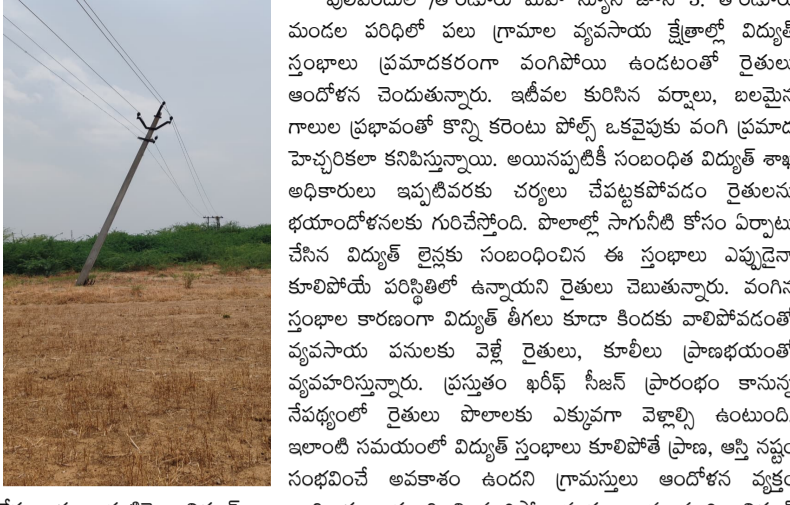 మండల పరిధిలో పలు గ్రామాల వ్యవసాయ క్షేత్రాల్లో విద్యుత్
స్తంభాలు ప్రమాదకరంగా వంగిపోయి ఉండటంతో రైతులు
ఆందోళన చెందుతున్నారు. ఇటీవల కురిసిన వర్షాలు, బలమైన
గాలుల ప్రభావంతో కొన్ని కరెంటు పోల్స్ ఒకవైపుకు వంగి ప్రమాద
హెచ్చరికలా కనిపిస్తున్నాయి. అయినప్పటికీ సంబంధిత విద్యుత్ శాఖ
అధికారులు ఇప్పటివరకు చర్యలు చేపట్టకపోవడం రైతులను
భయాందోళనలకు గురిచేస్తోంది. పొలాల్లో సాగునీటి కోసం ఏర్పాటు
చేసిన విద్యుత్ లైన్లకు సంబంధించిన ఈ స్తంభాలు ఎప్పుడైనా
కూలిపోయే పరిస్థితిలో ఉన్నాయని రైతులు చెబుతున్నారు. వంగిన
స్తంభాల కారణంగా విద్యుత్ తీగలు కూడా కిందకు వాలిపోవడంతో
వ్యవసాయ పనులకు వెళ్లే రైతులు, కూలీలు ప్రాణభయంతో
వ్యవహరిస్తున్నారు. ప్రస్తుతం ఖరీఫ్ సీజన్ ప్రారంభం కానున్న
నేపథ్యంలో రైతులు పొలాలకు ఎక్కువగా వెళ్లాల్సి ఉంటుంది.
ఇలాంటి సమయంలో విద్యుత్ స్తంభాలు కూలిపోతే ప్రాణ, ఆస్తి నష్టం
సంభవించే అవకాశం ఉందని గ్రామస్తులు ఆందోళన వ్యక్తం